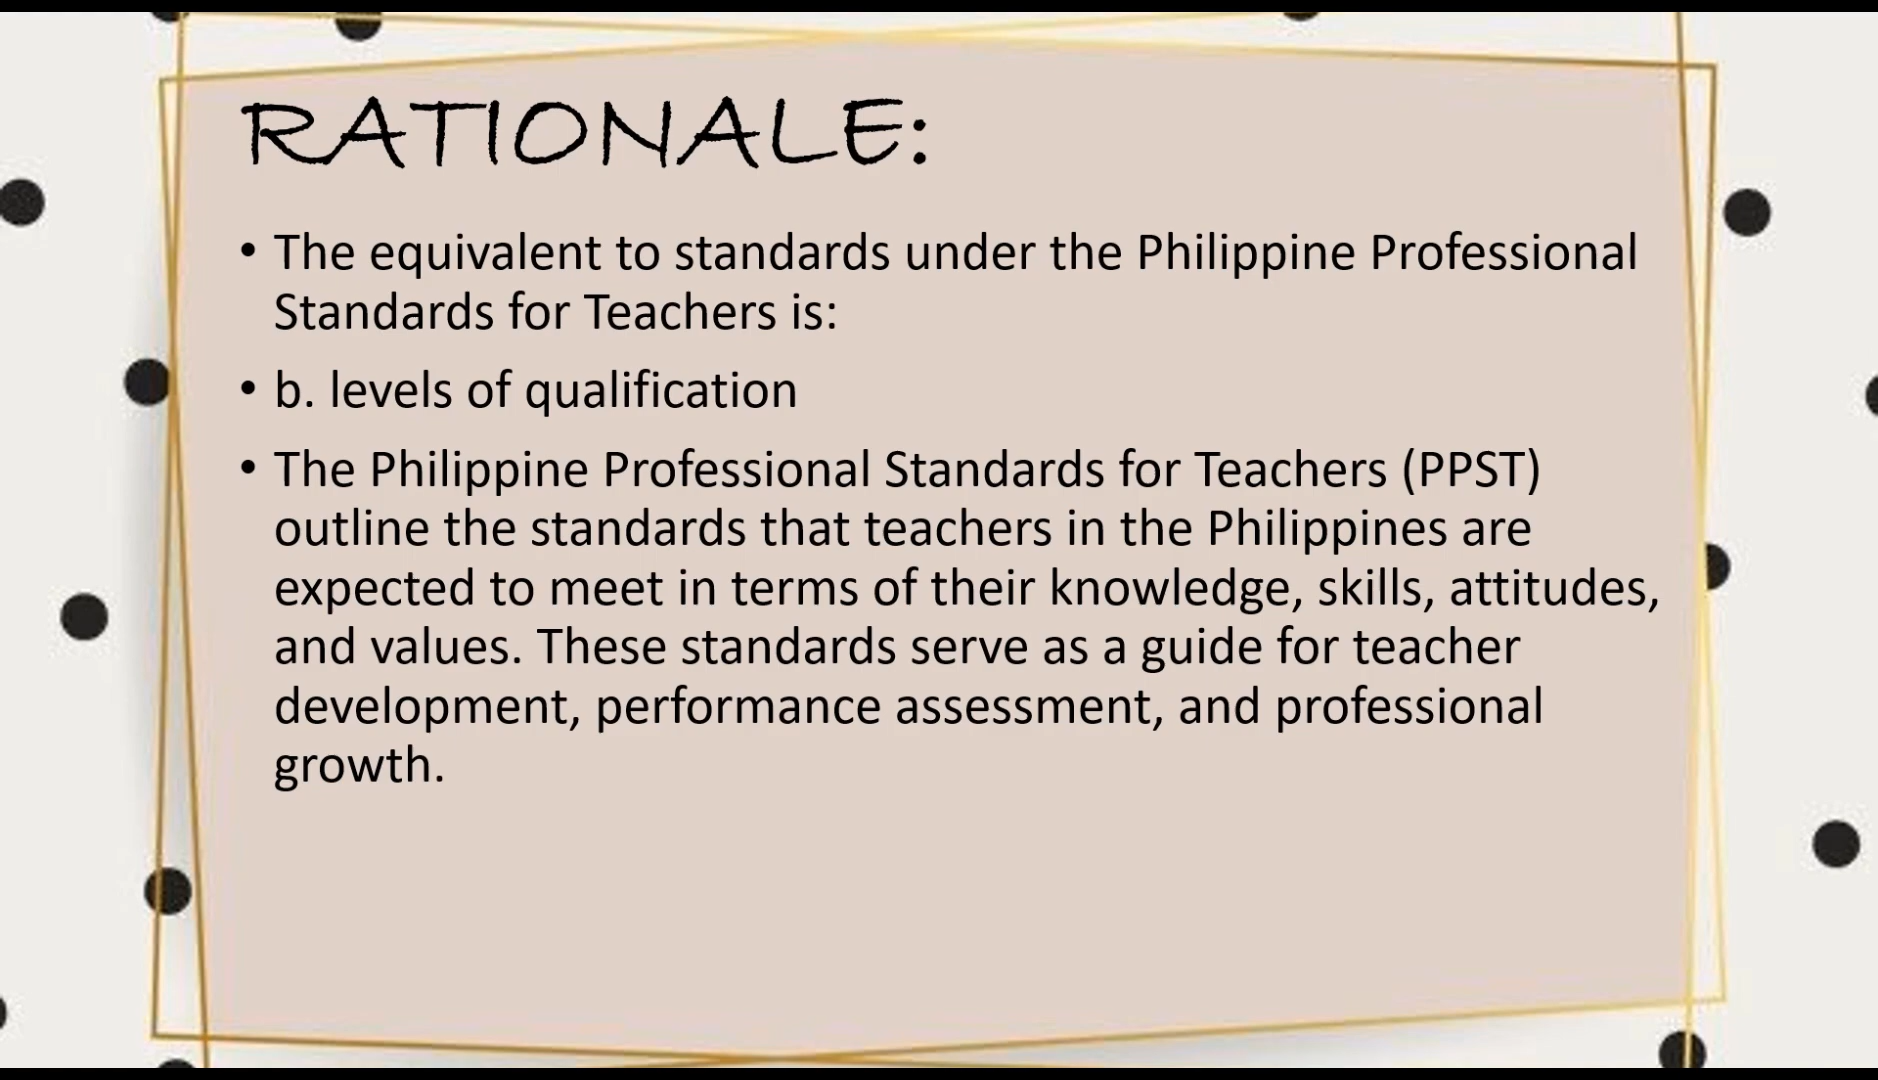 RATIONALE:
• The equivalent to standards under the Philippine Professional
Standards for Teachers is:
• b. levels of qualification
• The Philippine Professional Standards for Teachers (PPST)
outline the standards that teachers in the Philippines are
expected to meet in terms of their knowledge, skills, attitudes,
and values. These standards serve as a guide for teacher
development, performance assessment, and professional
growth.